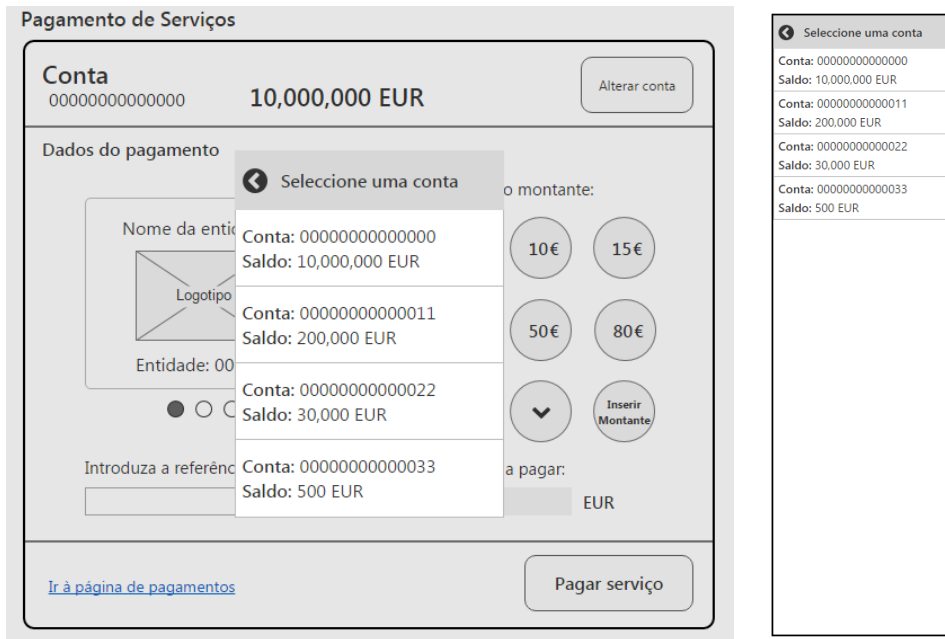 Pagamento de Serviços
Conta
00000000000000
10,000,000 EUR
Alterar conta
Dados do pagamento
Seleccione uma conta
o montante:
Nome da entid
Logotipo
Entidade: 00
Conta: 00000000000000
Saldo: 10,000,000 EUR
Conta: 00000000000011
Saldo: 200,000 EUR
Conta: 00000000000022
Saldo: 30,000 EUR
Conta: 00000000000033
Saldo: 500 EUR
10€
15€
50€
80€
Inserir
Montante
Introduza a referênc
a pagar:
EUR
Ir à página de pagamentos
Pagar serviço
Seleccione uma conta
Conta: 00000000000000
Saldo: 10,000,000 EUR
Conta: 00000000000011
Saldo: 200,000 EUR
Conta: 00000000000022
Saldo: 30,000 EUR
Conta: 00000000000033
Saldo: 500 EUR